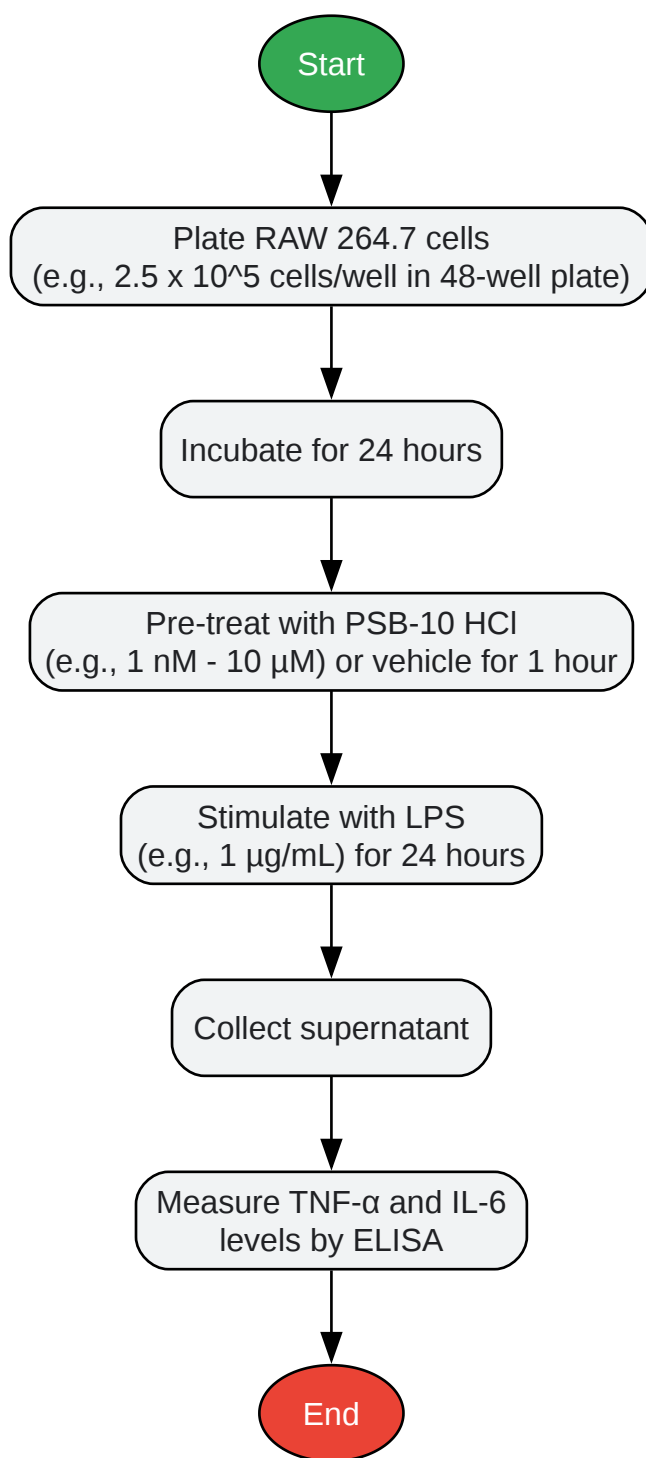 Start
Plate RAW 264.7 cells
(e.g., 2.5 x 10^5 cells/well in 48-well plate)
Incubate for 24 hours
Pre-treat with PSB-10 HCl
(e.g., 1 nM - 10 µM) or vehicle for 1 hour
Stimulate with LPS
(e.g., 1 µg/mL) for 24 hours
Collect supernatant
Measure TNF-α and IL-6
levels by ELISA
End